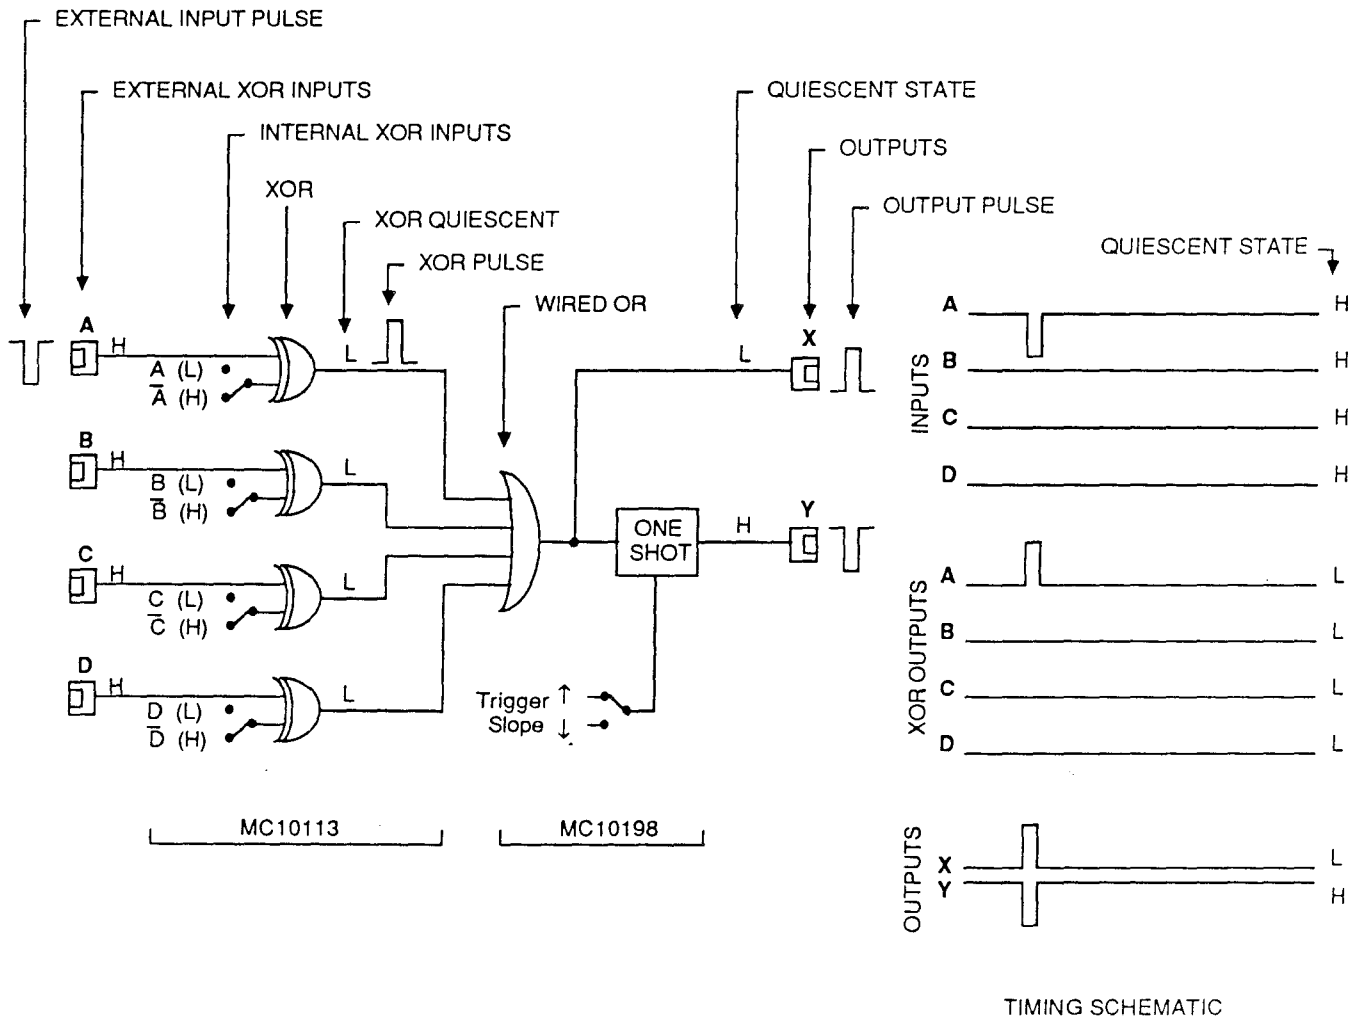 EXTERNAL INPUT PULSE
EXTERNAL XOR INPUTS
QUIESCENT STATE
INTERNAL XOR INPUTS
OUTPUTS
XOR
OUTPUT PULSE
XOR QUIESCENT
QUIESCENT STATE
XOR PULSE
WIRED OR
A
H
A (L)
A̅ (H)
L
B
H
B (L)
B̅ (H)
L
C
H
C (L)
C̅ (H)
L
D
H
D (L)
D̅ (H)
L
L
X
ONE
SHOT
H
Y
Trigger ↑
Slope ↓
MC10113
MC10198
INPUTS
A H
B H
C H
D H
XOR OUTPUTS
A L
B L
C L
D L
OUTPUTS
X L
Y H
TIMING SCHEMATIC